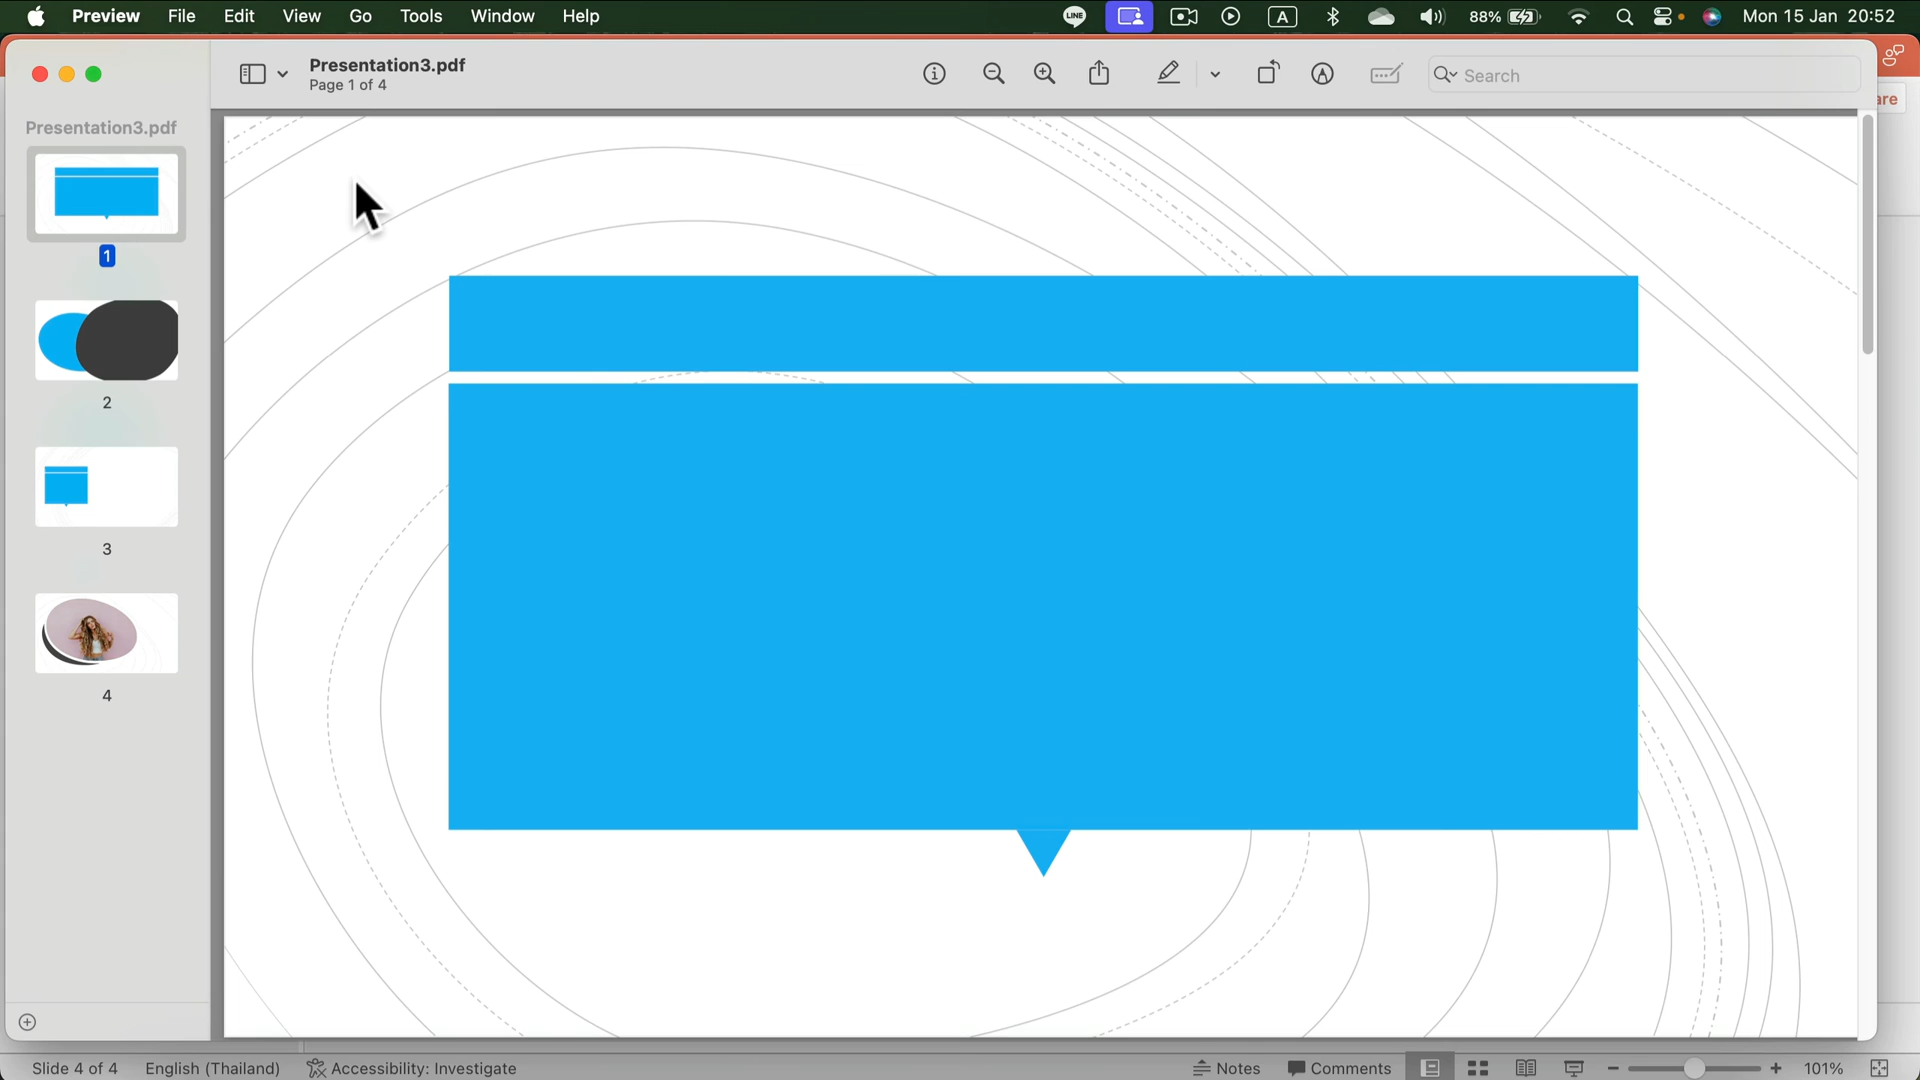 Preview File Edit View Go Tools Window Help LINE A 88% Mon 15 Jan 20:52
Presentation3.pdf
Page 1 of 4
Search
are
Presentation3.pdf
1
2
3
4
Slide 4 of 4 English (Thailand) Accessibility: Investigate Notes Comments 101%